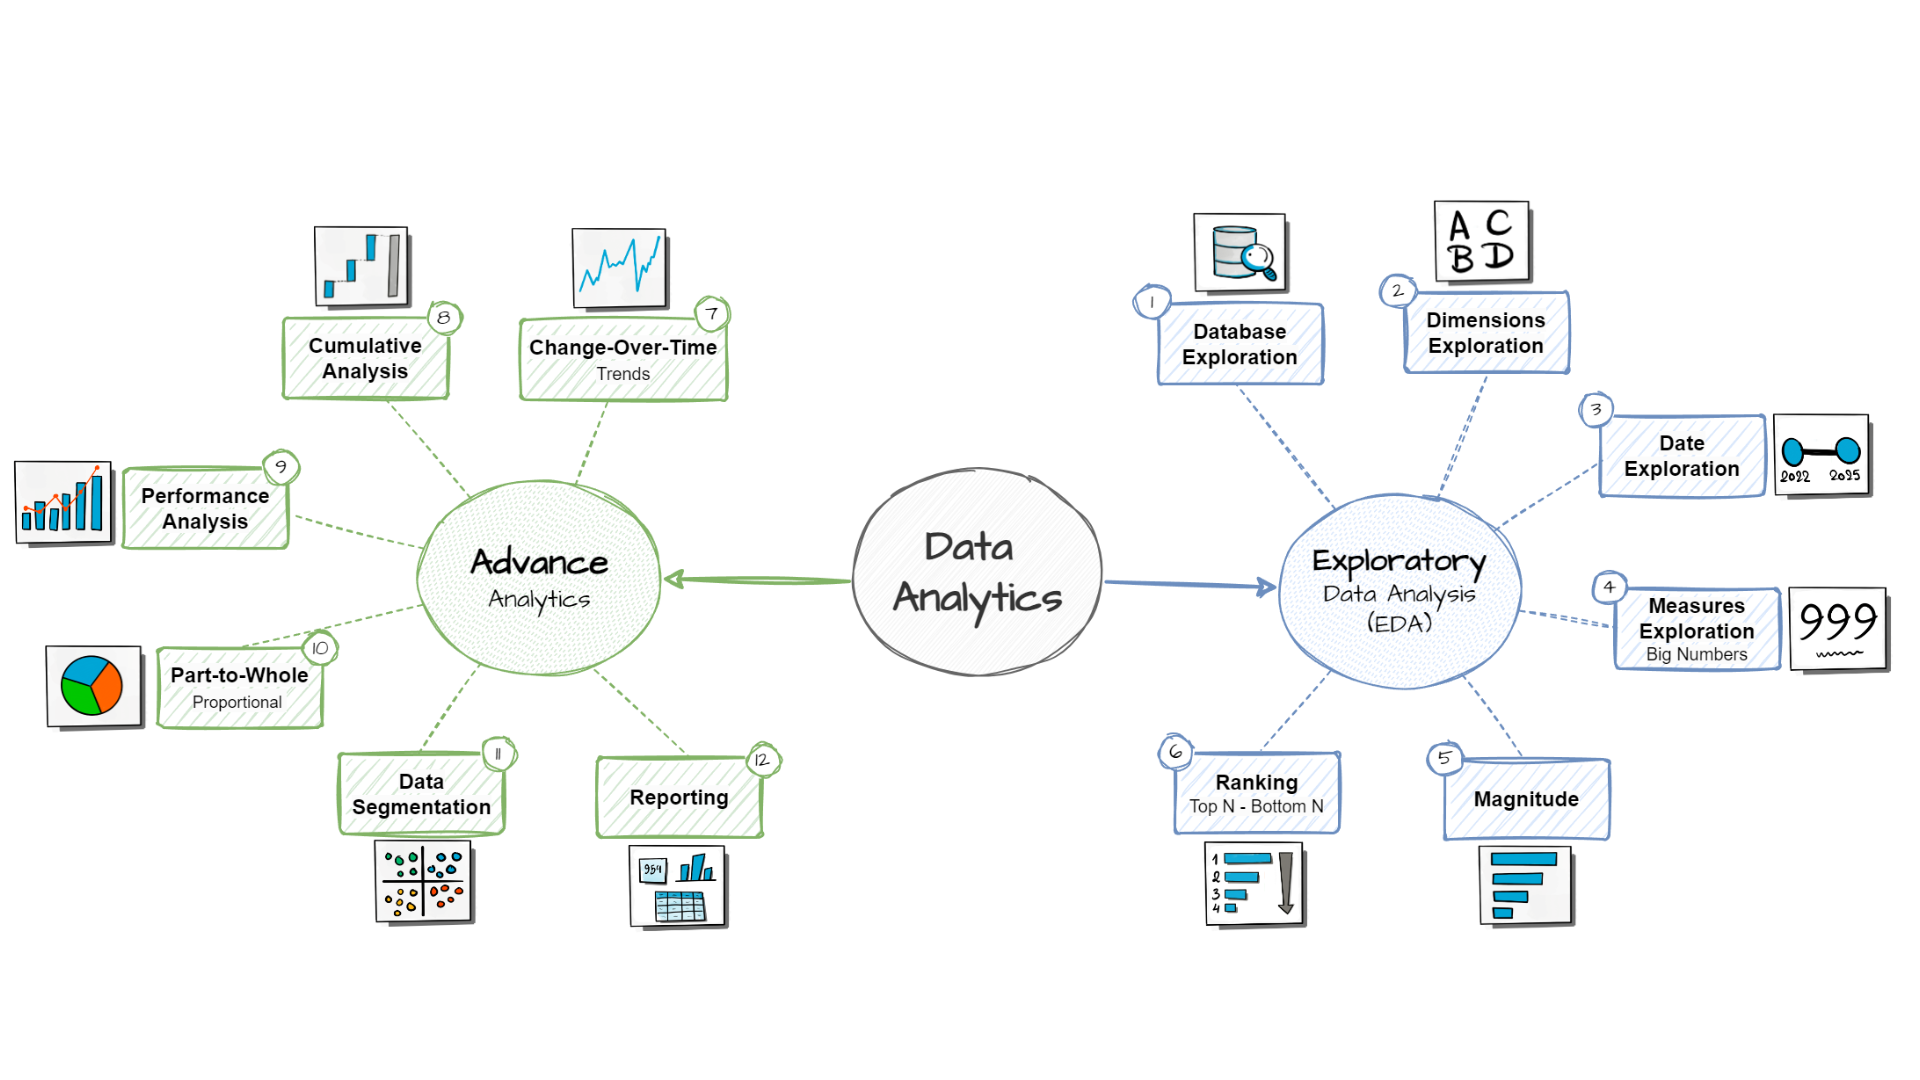 Data
Analytics
Exploratory
Data Analysis
(EDA)
1
Database
Exploration
2
A C
B D
Dimensions
Exploration
3
Date
Exploration
2022 2025
4
Measures
Exploration
Big Numbers
999
5
Magnitude
6
Ranking
Top N - Bottom N
1
2
3
4
Advance
Analytics
7
Change-Over-Time
Trends
8
Cumulative
Analysis
9
Performance
Analysis
10
Part-to-Whole
Proportional
11
Data
Segmentation
12
Reporting
954